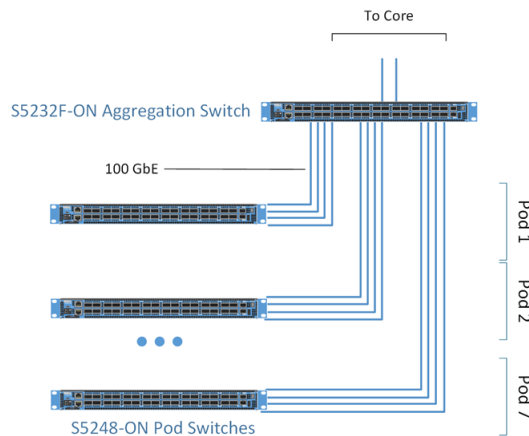 To Core
S5232F-ON Aggregation Switch
100 GbE
Pod 1
Pod 2
Pod 7
S5248-ON Pod Switches